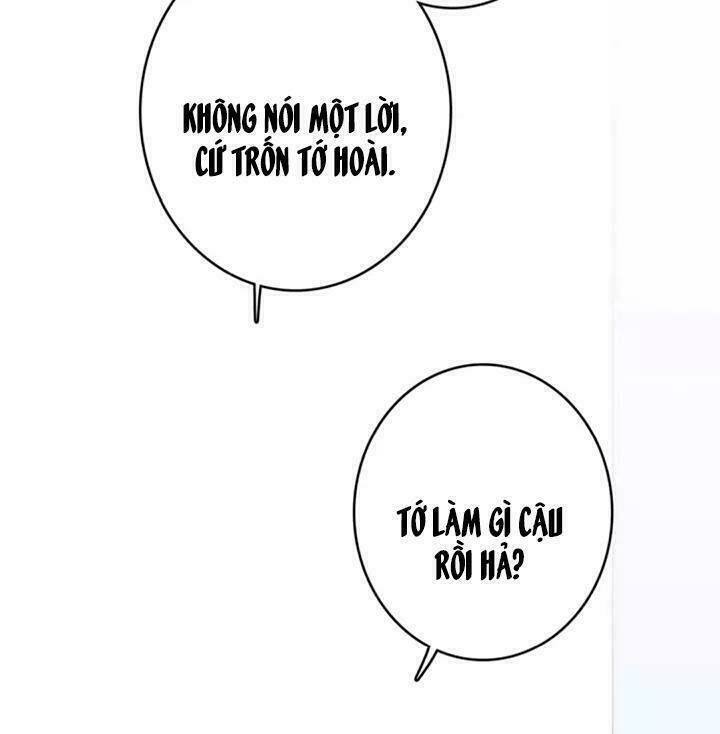 KHÔNG NÓI MỘT LỜI,
CỨ TRỐN TỚ HOÀI.
TỚ LÀM GÌ CẬU
RỒI HẢ?